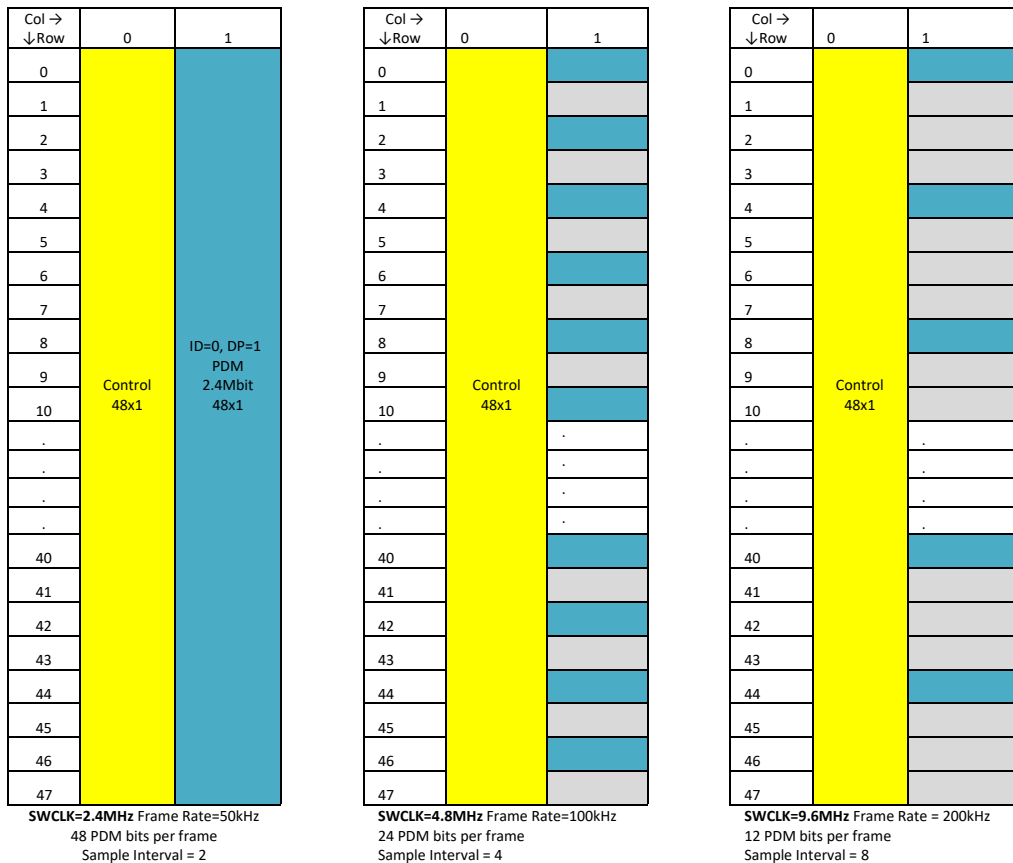 Col →
↓Row 0 1
0
1
2
3
4
5
6
7
8
9
10
.
.
.
.
40
41
42
43
44
45
46
47
Control
48x1
ID=0, DP=1
PDM
2.4Mbit
48x1
SWCLK=2.4MHz Frame Rate=50kHz
48 PDM bits per frame
Sample Interval = 2
Col →
↓Row 0 1
0
1
2
3
4
5
6
7
8
9
10
. .
. .
. .
. .
40
41
42
43
44
45
46
47
Control
48x1
SWCLK=4.8MHz Frame Rate=100kHz
24 PDM bits per frame
Sample Interval = 4
Col →
↓Row 0 1
0
1
2
3
4
5
6
7
8
9
10
. .
. .
. .
. .
40
41
42
43
44
45
46
47
Control
48x1
SWCLK=9.6MHz Frame Rate = 200kHz
12 PDM bits per frame
Sample Interval = 8